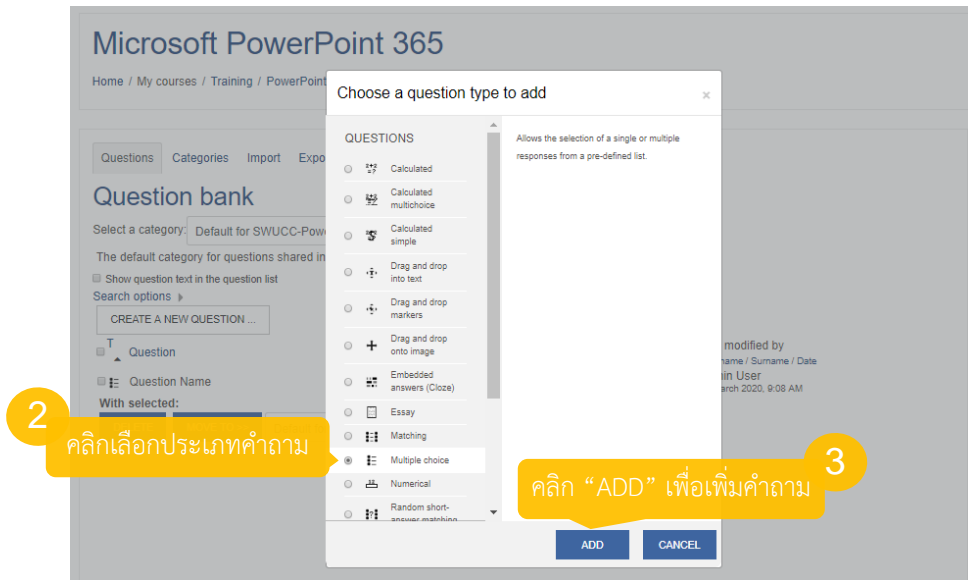 Microsoft PowerPoint 365
Home / My courses / Training / PowerPoint
Choose a question type to add
×
QUESTIONS
Allows the selection of a single or multiple
responses from a pre-defined list.
Questions Categories Import Expo
Question bank
Select a category: Default for SWUCC-Pow
The default category for questions shared in
Show question text in the question list
Search options
CREATE A NEW QUESTION ...
T
Question
Question Name
With selected:
Calculated
Calculated
multichoice
Calculated
simple
Drag and drop
into text
Drag and drop
markers
Drag and drop
onto image
Embedded
answers (Cloze)
Essay
Matching
Multiple choice
Numerical
Random short-
answer matching
modified by
name / Surname / Date
in User
arch 2020, 9:08 AM
2
คลิกเลือกประเภทคำถาม
3
คลิก “ADD” เพื่อเพิ่มคำถาม
ADD CANCEL